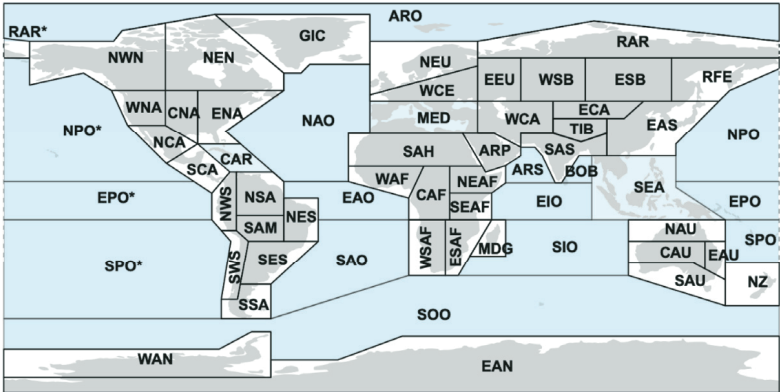 ARO
RAR*
GIC
RAR
NWN
NEN
NEU
EEU
WSB
ESB
RFE
WCE
WNA
CNA
ENA
ECA
NAO
MED
WCA
EAS
NPO*
TIB
NPO
NCA
SAH
ARP
SAS
CAR
SCA
ARS
BOB
WAF
NEAF
SEA
EPO*
NWS
NSA
CAF
NES
EAO
SEAF
EIO
EPO
SAM
NAU
SPO
WSAF
ESAF
MDG
SIO
CAU
EAU
SPO*
SWS
SES
SAO
SAU
NZ
SSA
SOO
WAN
EAN